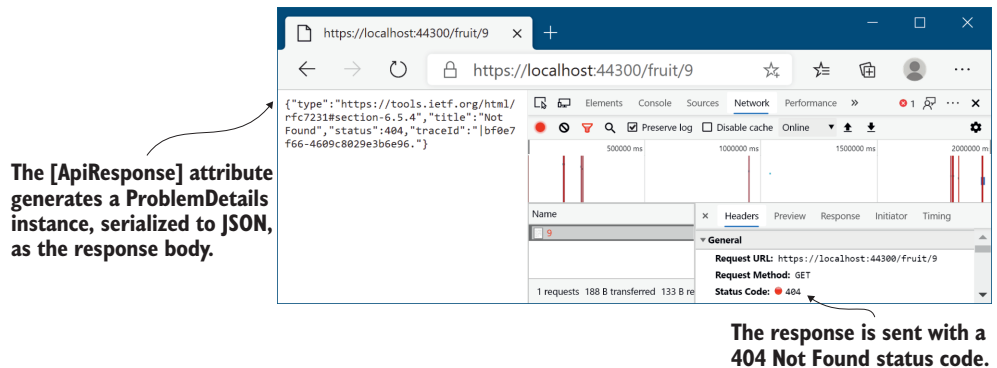 https://localhost:44300/fruit/9
https://localhost:44300/fruit/9
{"type":"https://tools.ietf.org/html/
rfc7231#section-6.5.4","title":"Not
Found","status":404,"traceId":"|bf0e7
f66-4609c8029e3b6e96."}
Elements Console Sources Network Performance » 1
Preserve log Disable cache Online
500000 ms 1000000 ms 1500000 ms 2000000 m
Name
9
1 requests 188 B transferred 133 B re
Headers Preview Response Initiator Timing
General
Request URL: https://localhost:44300/fruit/9
Request Method: GET
Status Code: 404
The [ApiResponse] attribute
generates a ProblemDetails
instance, serialized to JSON,
as the response body.
The response is sent with a
404 Not Found status code.